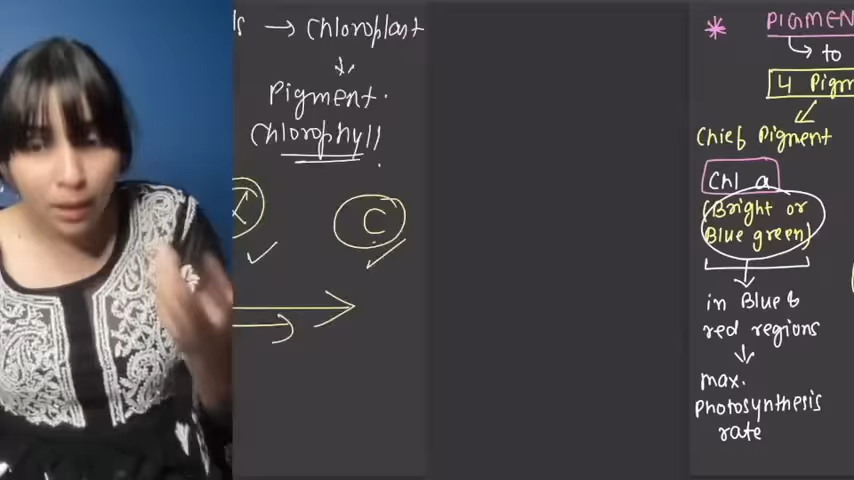 → Chloroplant
Pigment.
Chlorophyll
C
* PIGMEN
↳ to
4 Pigm
Chief Pigment
Chl a
(Bright or
Blue green)
in Blue &
red regions
max.
photosynthesis
rate